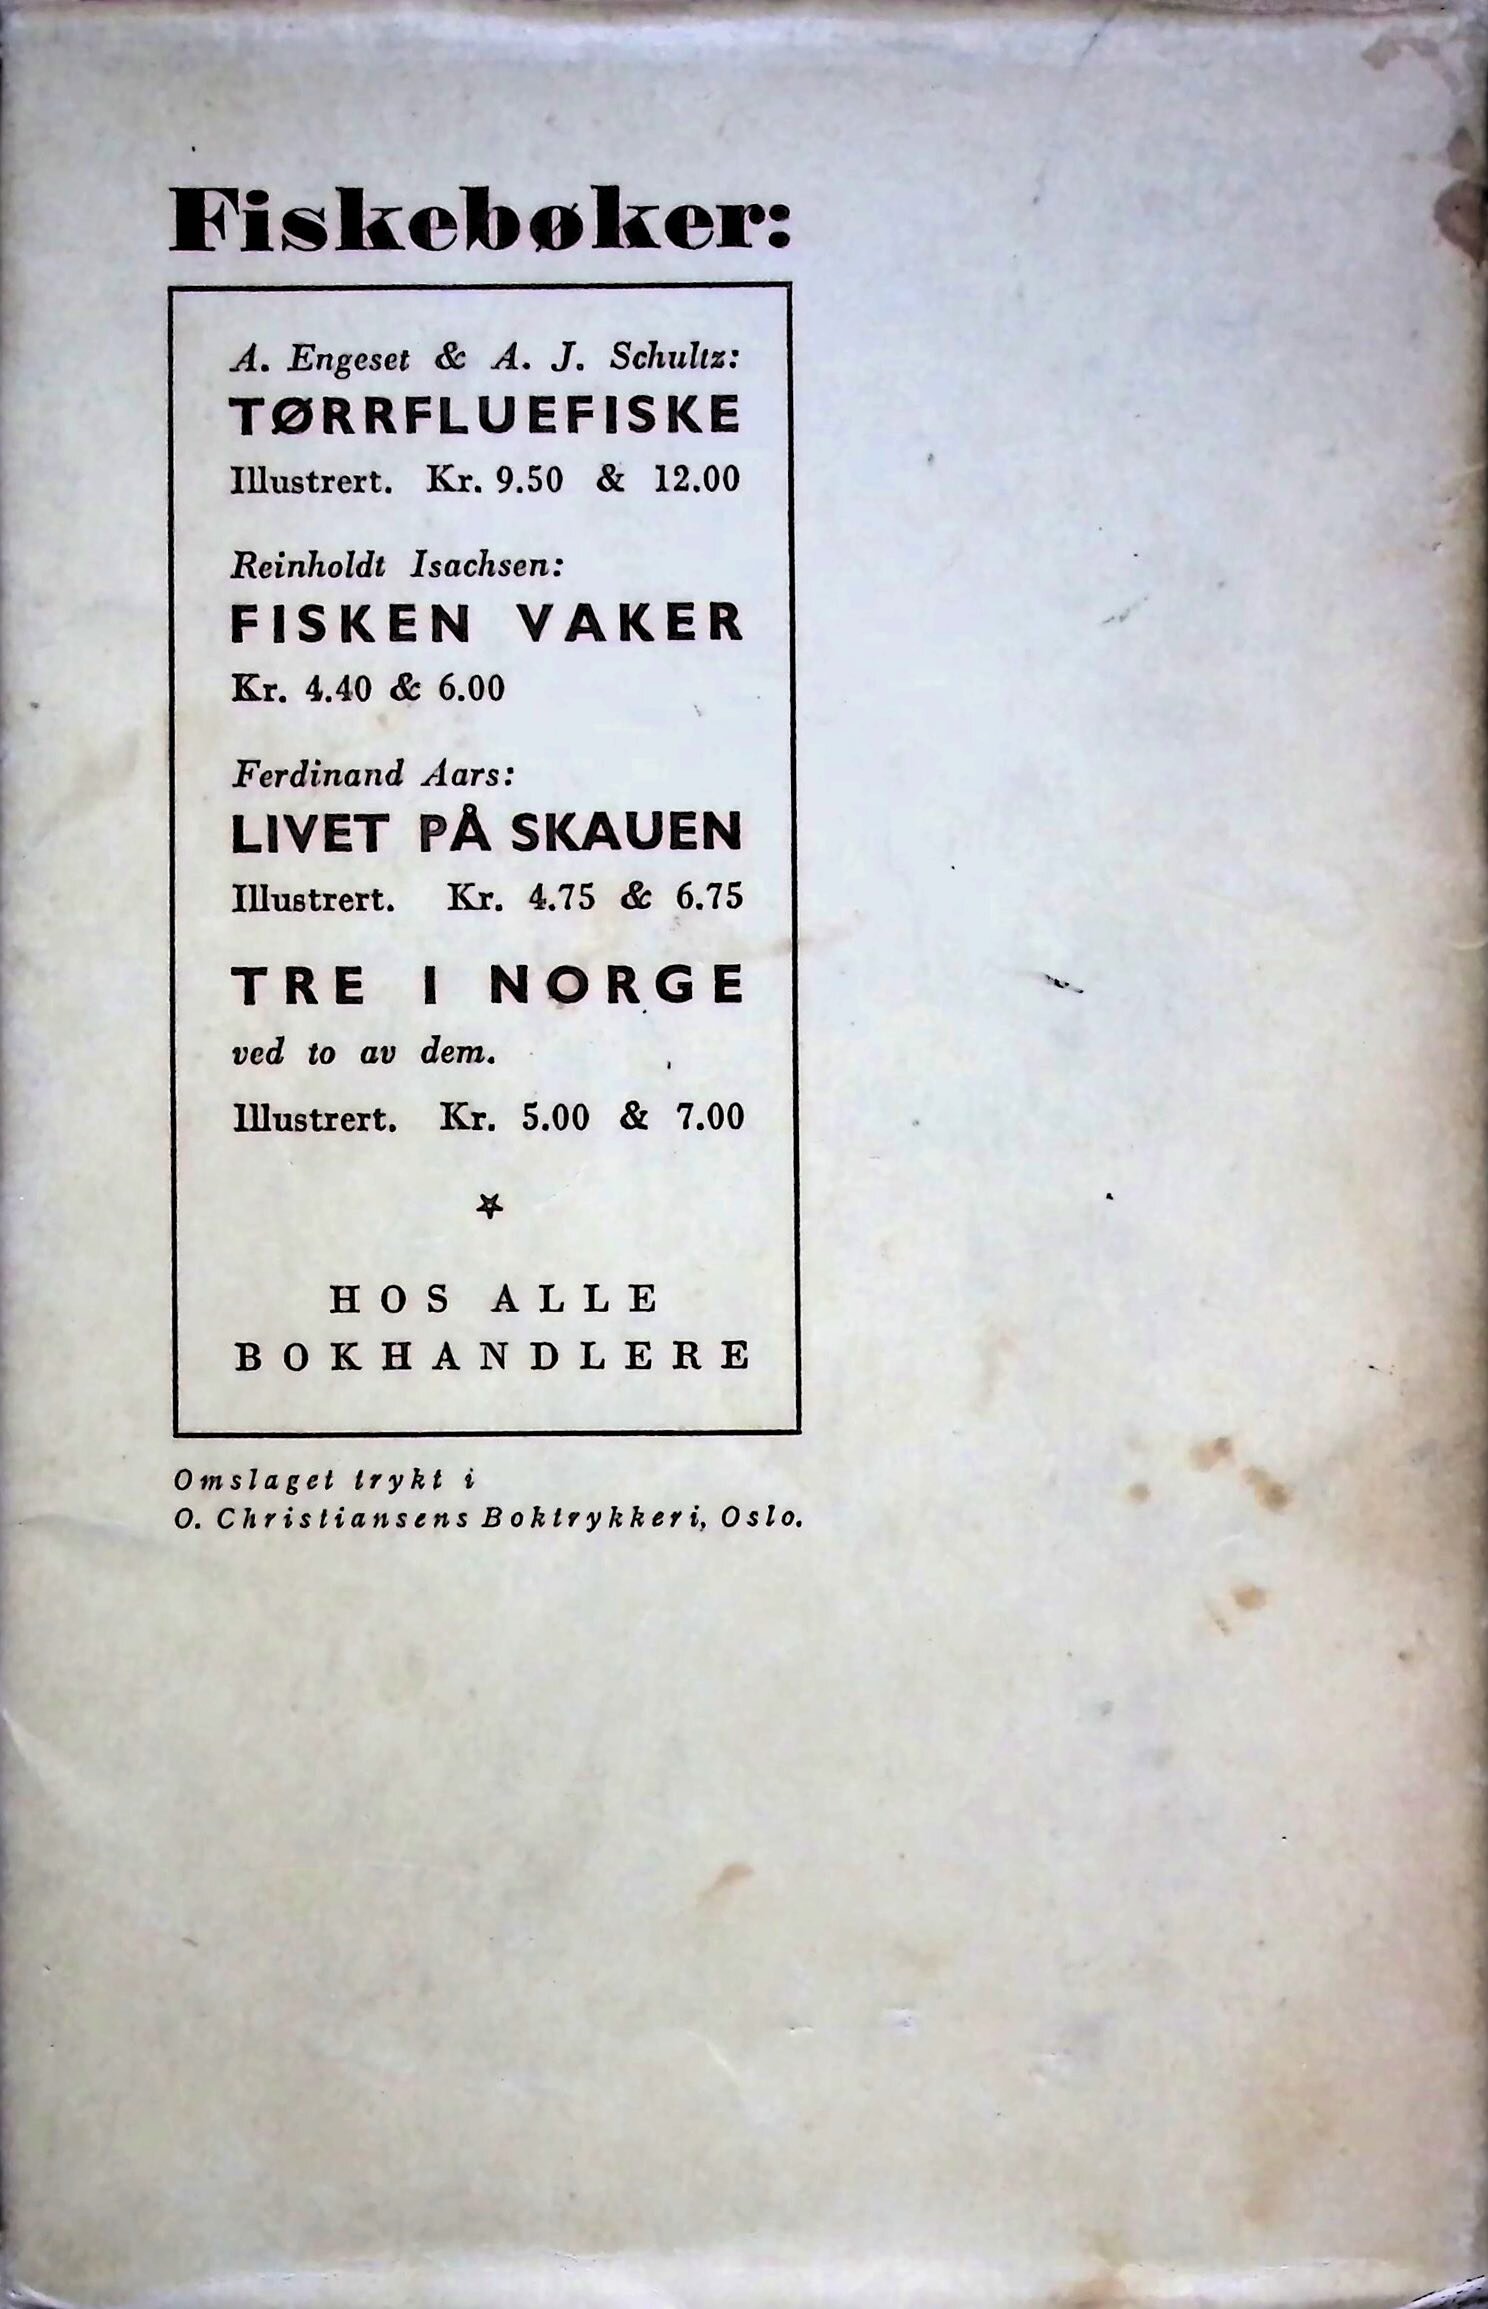 Fiskebøker:
A. Engeset & A. J. Schultz:
TØRRFLUEFISKE
Illustrert. Kr. 9.50 & 12.00
Reinholdt Isachsen:
FISKEN VAKER
Kr. 4.40 & 6.00
Ferdinand Aars:
LIVET PÅ SKAUEN
Illustrert. Kr. 4.75 & 6.75
TRE I NORGE
ved to av dem.
Illustrert. Kr. 5.00 & 7.00
HOS ALLE
BOKHANDLERE
Omslaget trykt i
O. Christiansens Boktrykkeri, Oslo.